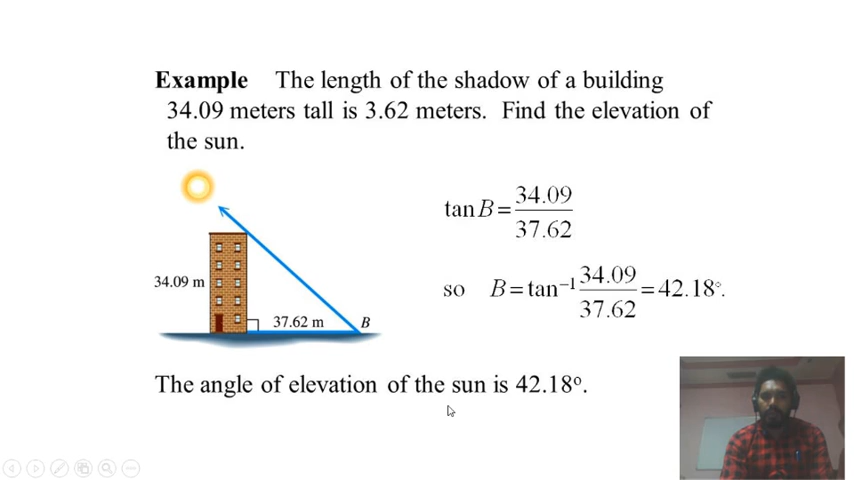 Example The length of the shadow of a building
34.09 meters tall is 3.62 meters. Find the elevation of
the sun.
tan B = 34.09/37.62
34.09 m
so B = tan⁻¹ 34.09/37.62 = 42.18°.
37.62 m B
The angle of elevation of the sun is 42.18º.